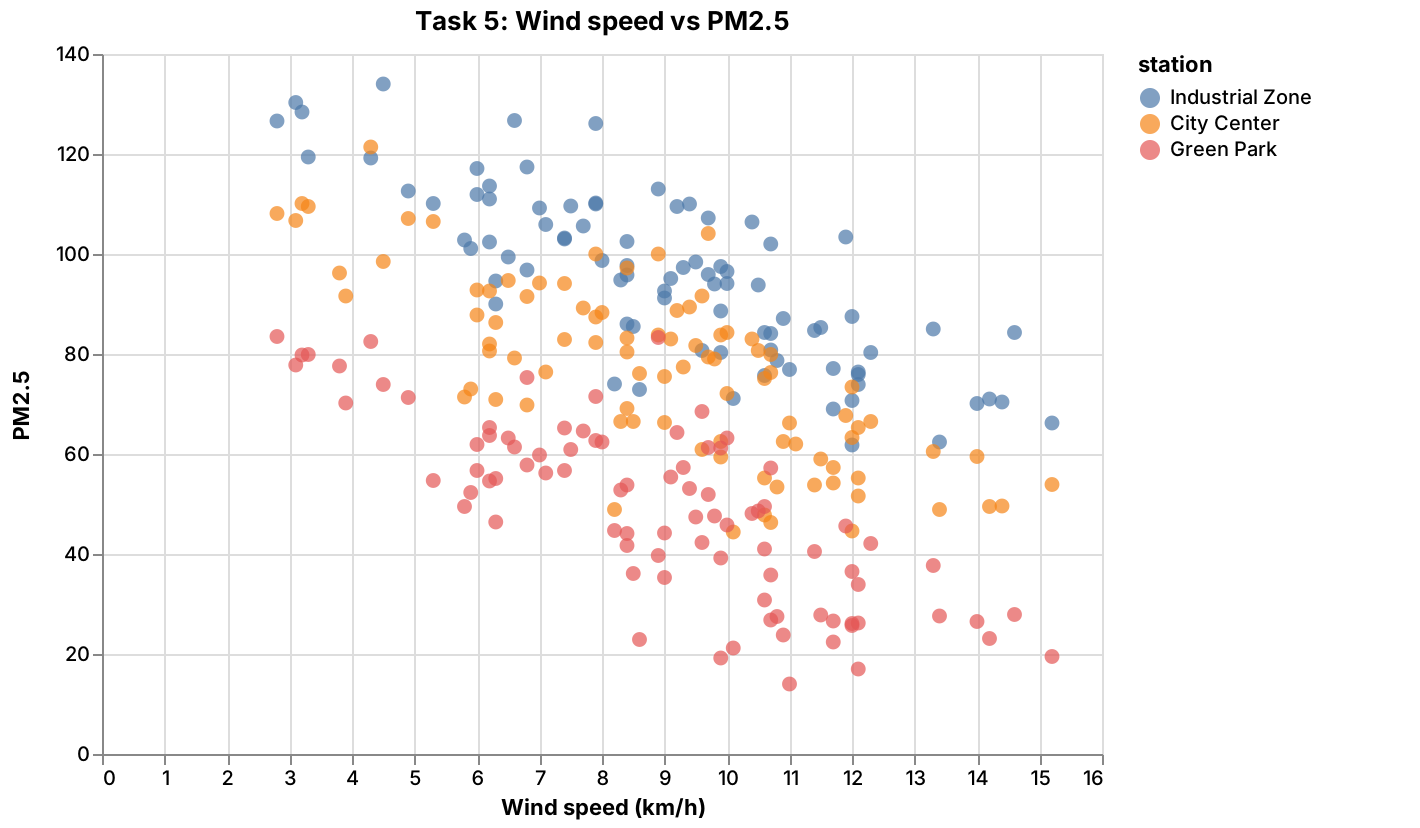 Task 5: Wind speed vs PM2.5
140
120
100
80
60
40
20
0
PM2.5
0 1 2 3 4 5 6 7 8 9 10 11 12 13 14 15 16
Wind speed (km/h)
station
Industrial Zone
City Center
Green Park